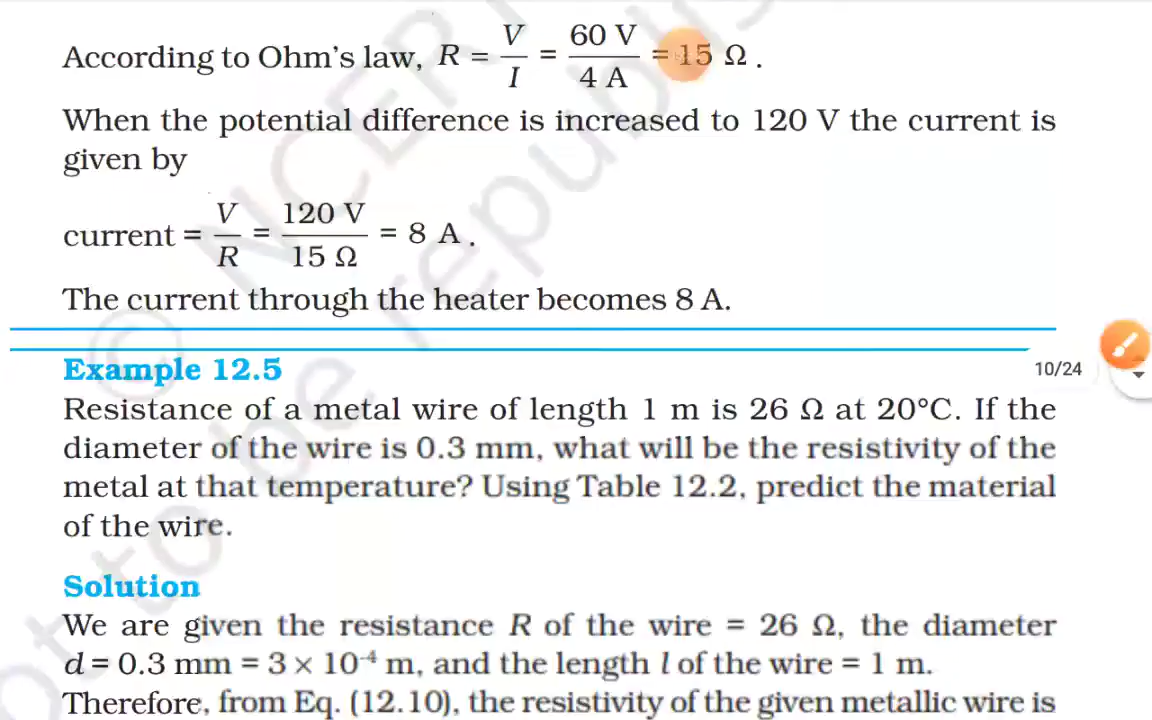 According to Ohm's law, R = V/I = 60 V/4 A = 15 Ω .
When the potential difference is increased to 120 V the current is
given by
current = V/R = 120 V/15 Ω = 8 A .
The current through the heater becomes 8 A.
Example 12.5
10/24
Resistance of a metal wire of length 1 m is 26 Ω at 20°C. If the
diameter of the wire is 0.3 mm, what will be the resistivity of the
metal at that temperature? Using Table 12.2, predict the material
of the wire.
Solution
We are given the resistance R of the wire = 26 Ω, the diameter
d = 0.3 mm = 3 × 10⁻⁴ m, and the length l of the wire = 1 m.
Therefore, from Eq. (12.10), the resistivity of the given metallic wire is
© NCERT
not to be republis